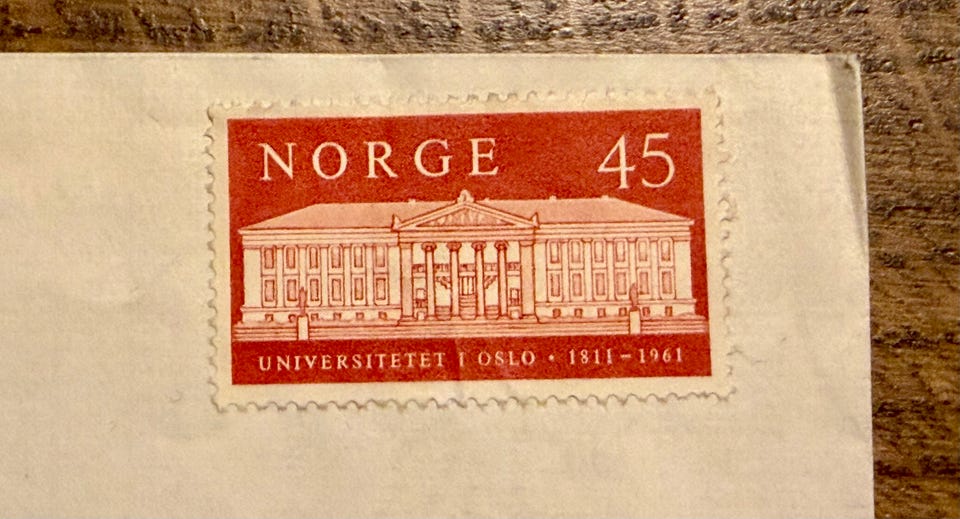 NORGE 45
UNIVERSITETET I OSLO • 1811–1961